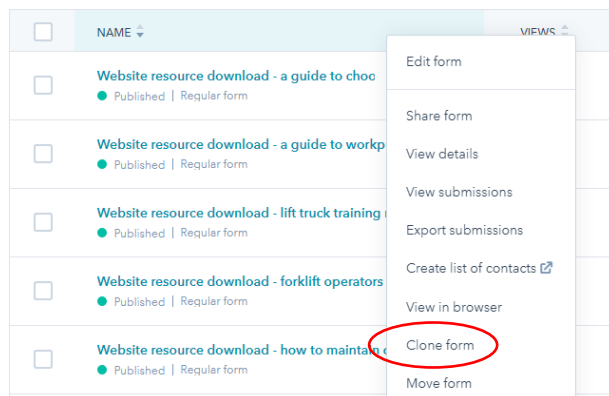 NAME
VIEWS
Website resource download - a guide to choo
Published | Regular form
Website resource download - a guide to workp
Published | Regular form
Website resource download - lift truck training
Published | Regular form
Website resource download - forklift operators
Published | Regular form
Website resource download - how to maintain
Published | Regular form
Edit form
Share form
View details
View submissions
Export submissions
Create list of contacts
View in browser
Clone form
Move form